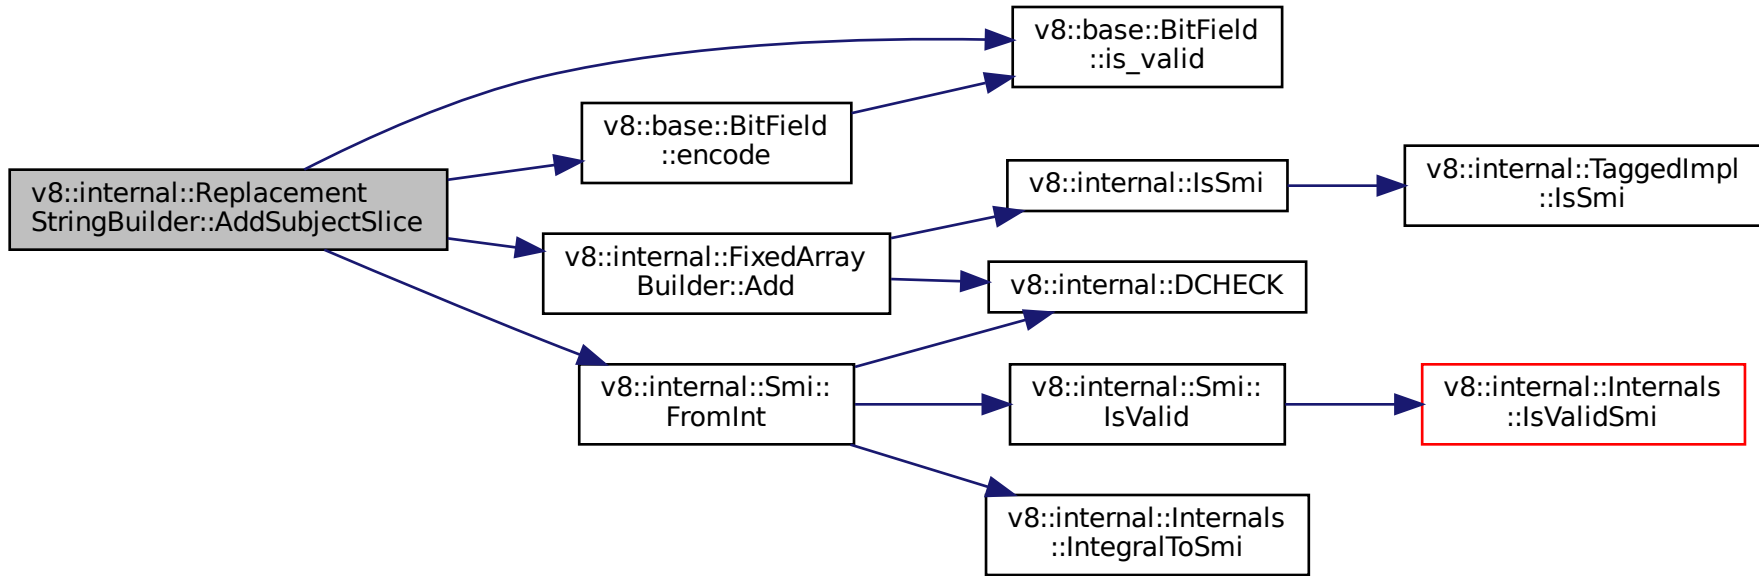 v8::internal::Replacement
StringBuilder::AddSubjectSlice
v8::base::BitField
::is_valid
v8::base::BitField
::encode
v8::internal::FixedArray
Builder::Add
v8::internal::IsSmi
v8::internal::TaggedImpl
::IsSmi
v8::internal::DCHECK
v8::internal::Smi::
FromInt
v8::internal::Smi::
IsValid
v8::internal::Internals
::IsValidSmi
v8::internal::Internals
::IntegralToSmi